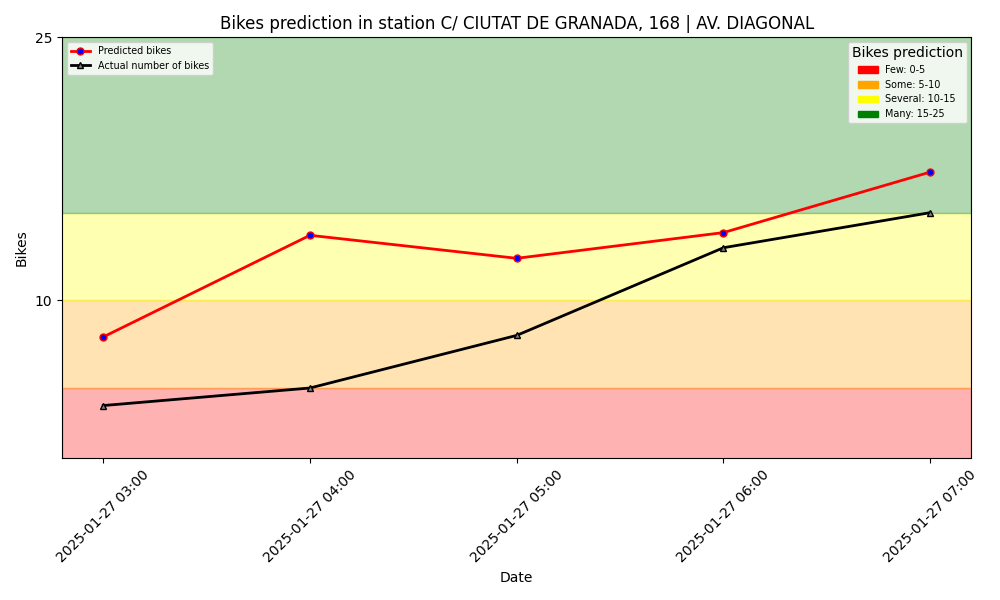 Bikes prediction in station C/ CIUTAT DE GRANADA, 168 | AV. DIAGONAL
25
10
Bikes
Predicted bikes
Actual number of bikes
Bikes prediction
Few: 0-5
Some: 5-10
Several: 10-15
Many: 15-25
2025-01-27 03:00
2025-01-27 04:00
2025-01-27 05:00
2025-01-27 06:00
2025-01-27 07:00
Date